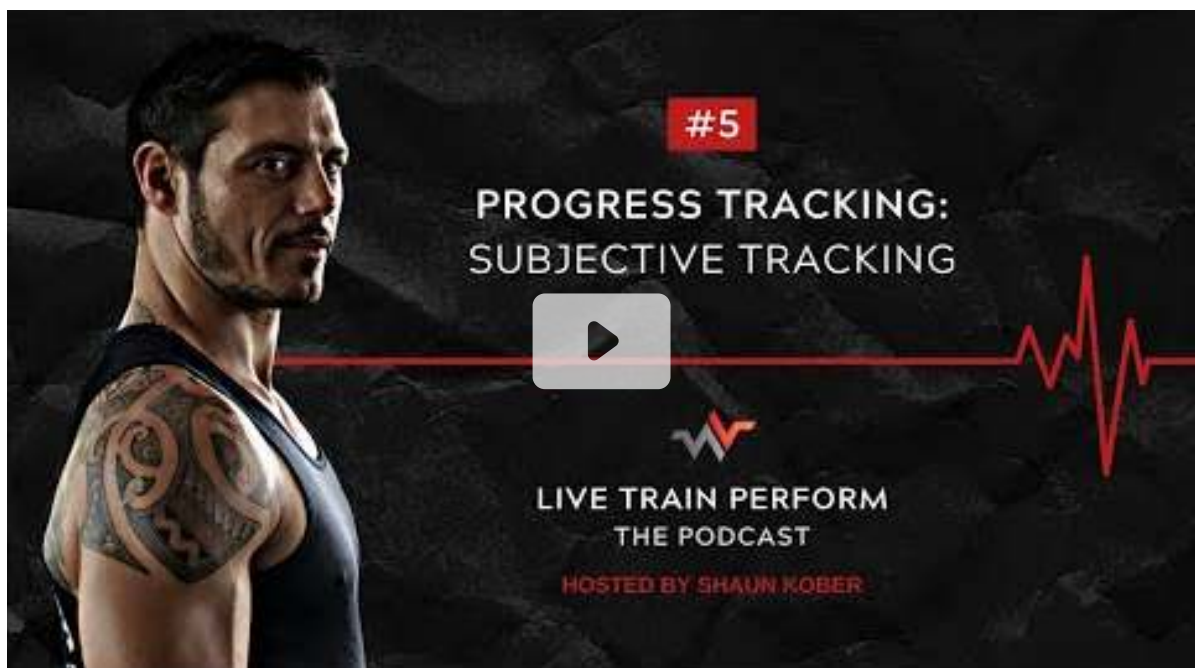 #5
PROGRESS TRACKING:
SUBJECTIVE TRACKING
LIVE TRAIN PERFORM
THE PODCAST
HOSTED BY SHAUN KOBER